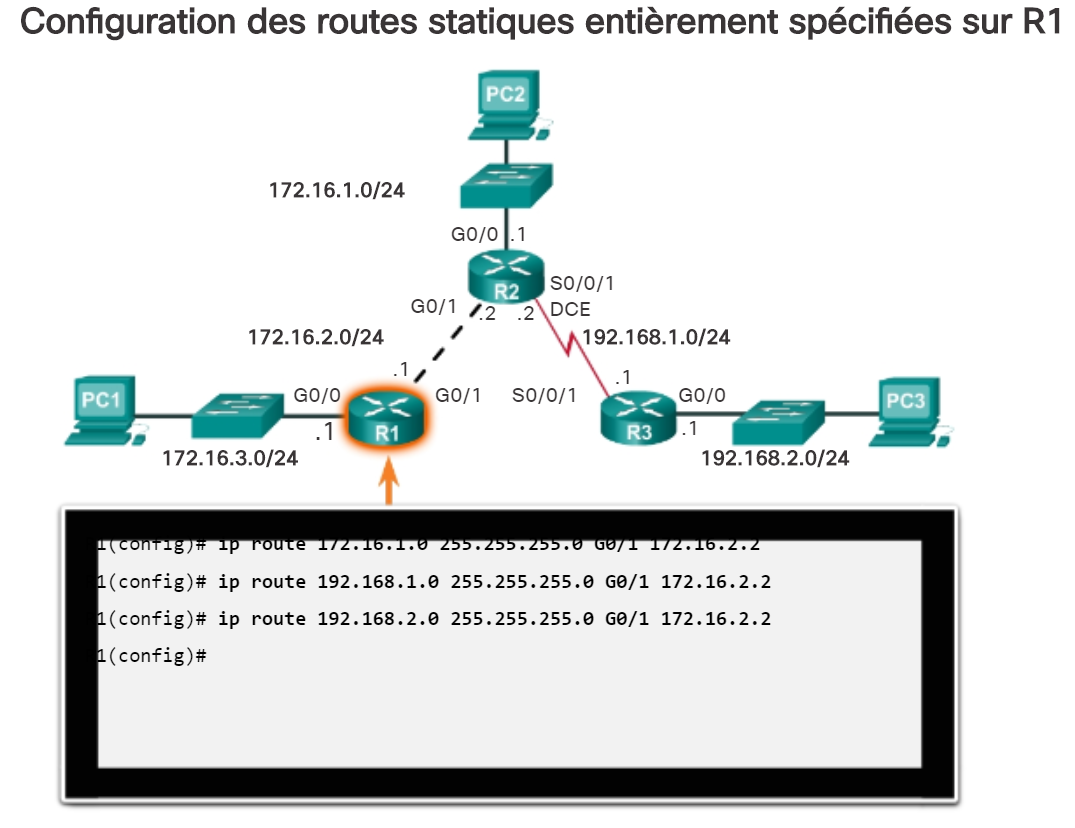 Configuration des routes statiques entièrement spécifiées sur R1
PC2
172.16.1.0/24
G0/0 .1
R2
S0/0/1
DCE
G0/1
.2 .2
172.16.2.0/24
192.168.1.0/24
.1
.1
PC1
G0/0
G0/1
S0/0/1
G0/0
PC3
.1
R1
R3
.1
172.16.3.0/24
192.168.2.0/24
1(config)# ip route 172.16.1.0 255.255.255.0 G0/1 172.16.2.2
1(config)# ip route 192.168.1.0 255.255.255.0 G0/1 172.16.2.2
1(config)# ip route 192.168.2.0 255.255.255.0 G0/1 172.16.2.2
1(config)#